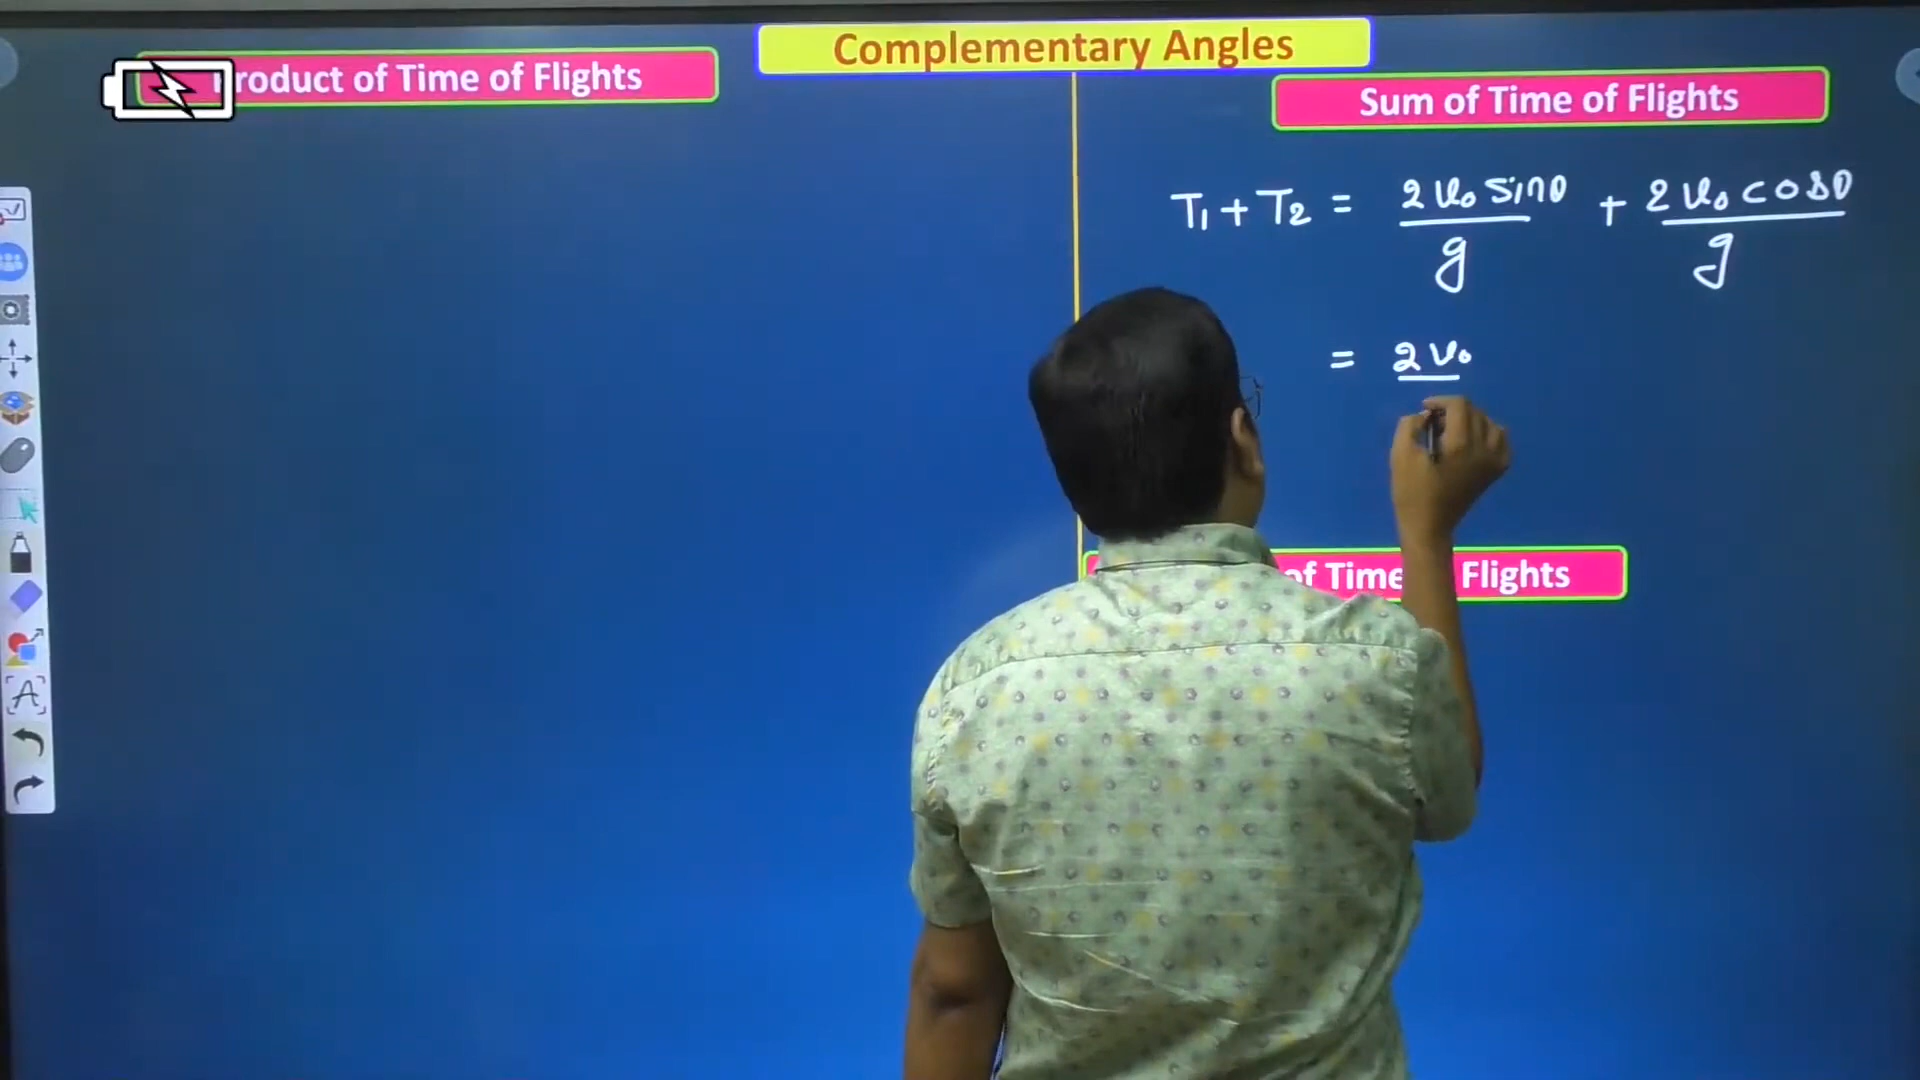 Complementary Angles
Product of Time of Flights
Sum of Time of Flights
T₁ + T₂ = 2v₀ sinθ / g + 2v₀ cosθ / g
= 2v₀
of Time Flights